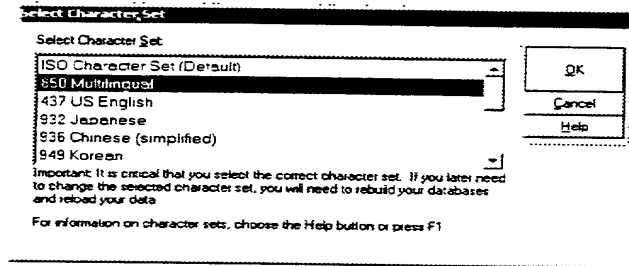 Select Character Set
Select Character Set:
ISO Character Set (Default)
850 Multilingual
437 US English
932 Japanese
936 Chinese (simplified)
949 Korean
OK
Cancel
Help
Important: It is critical that you select the correct character set. If you later need
to change the selected character set, you will need to rebuild your databases
and reload your data
For information on character sets, choose the Help button or press F1